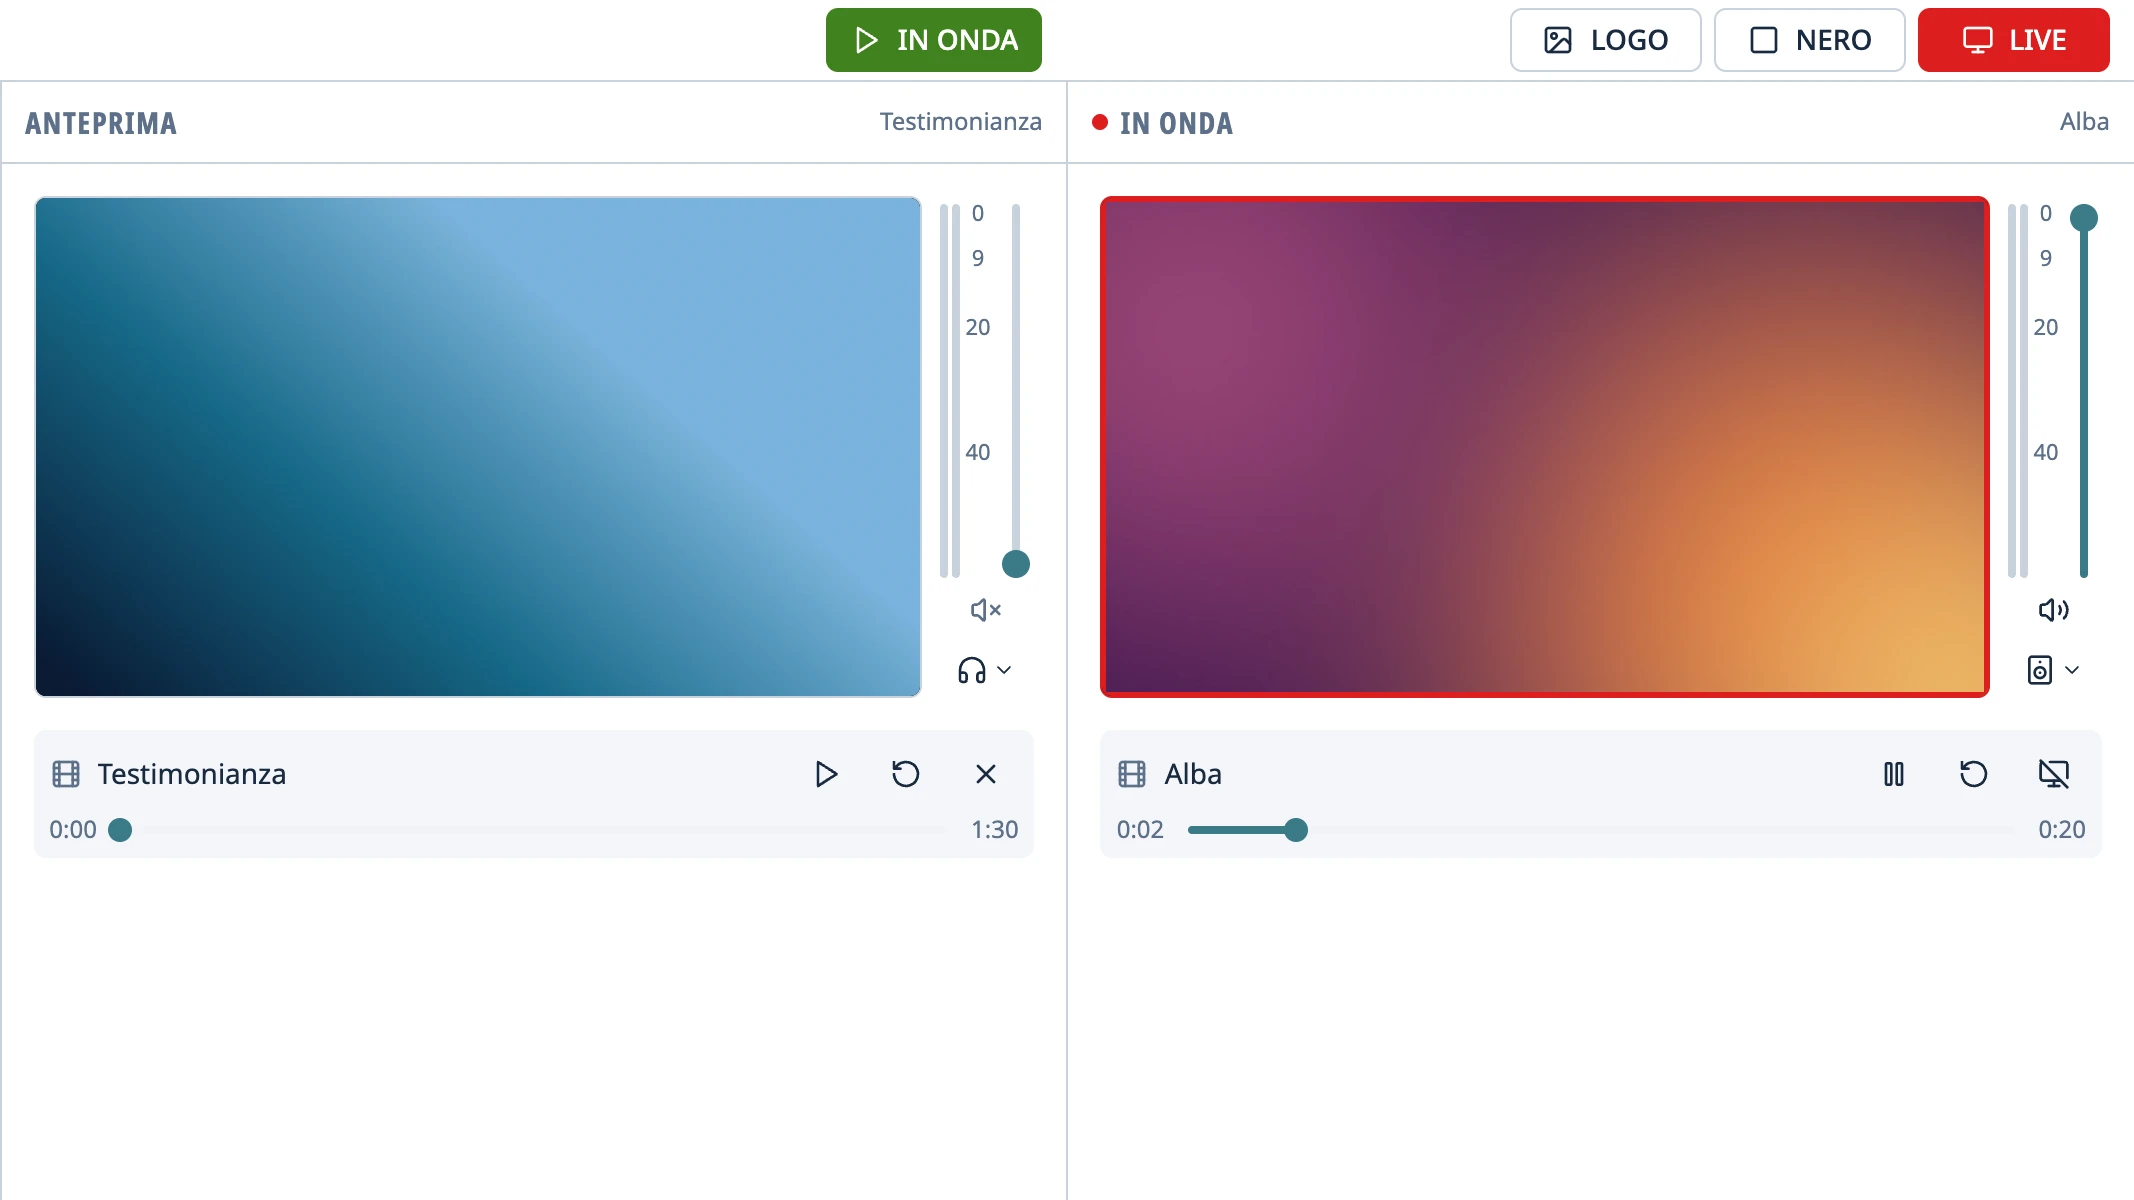 IN ONDA
LOGO
NERO
LIVE
ANTEPRIMA
Testimonianza
IN ONDA
Alba
0
9
20
40
0
9
20
40
Testimonianza
0:00
1:30
Alba
0:02
0:20